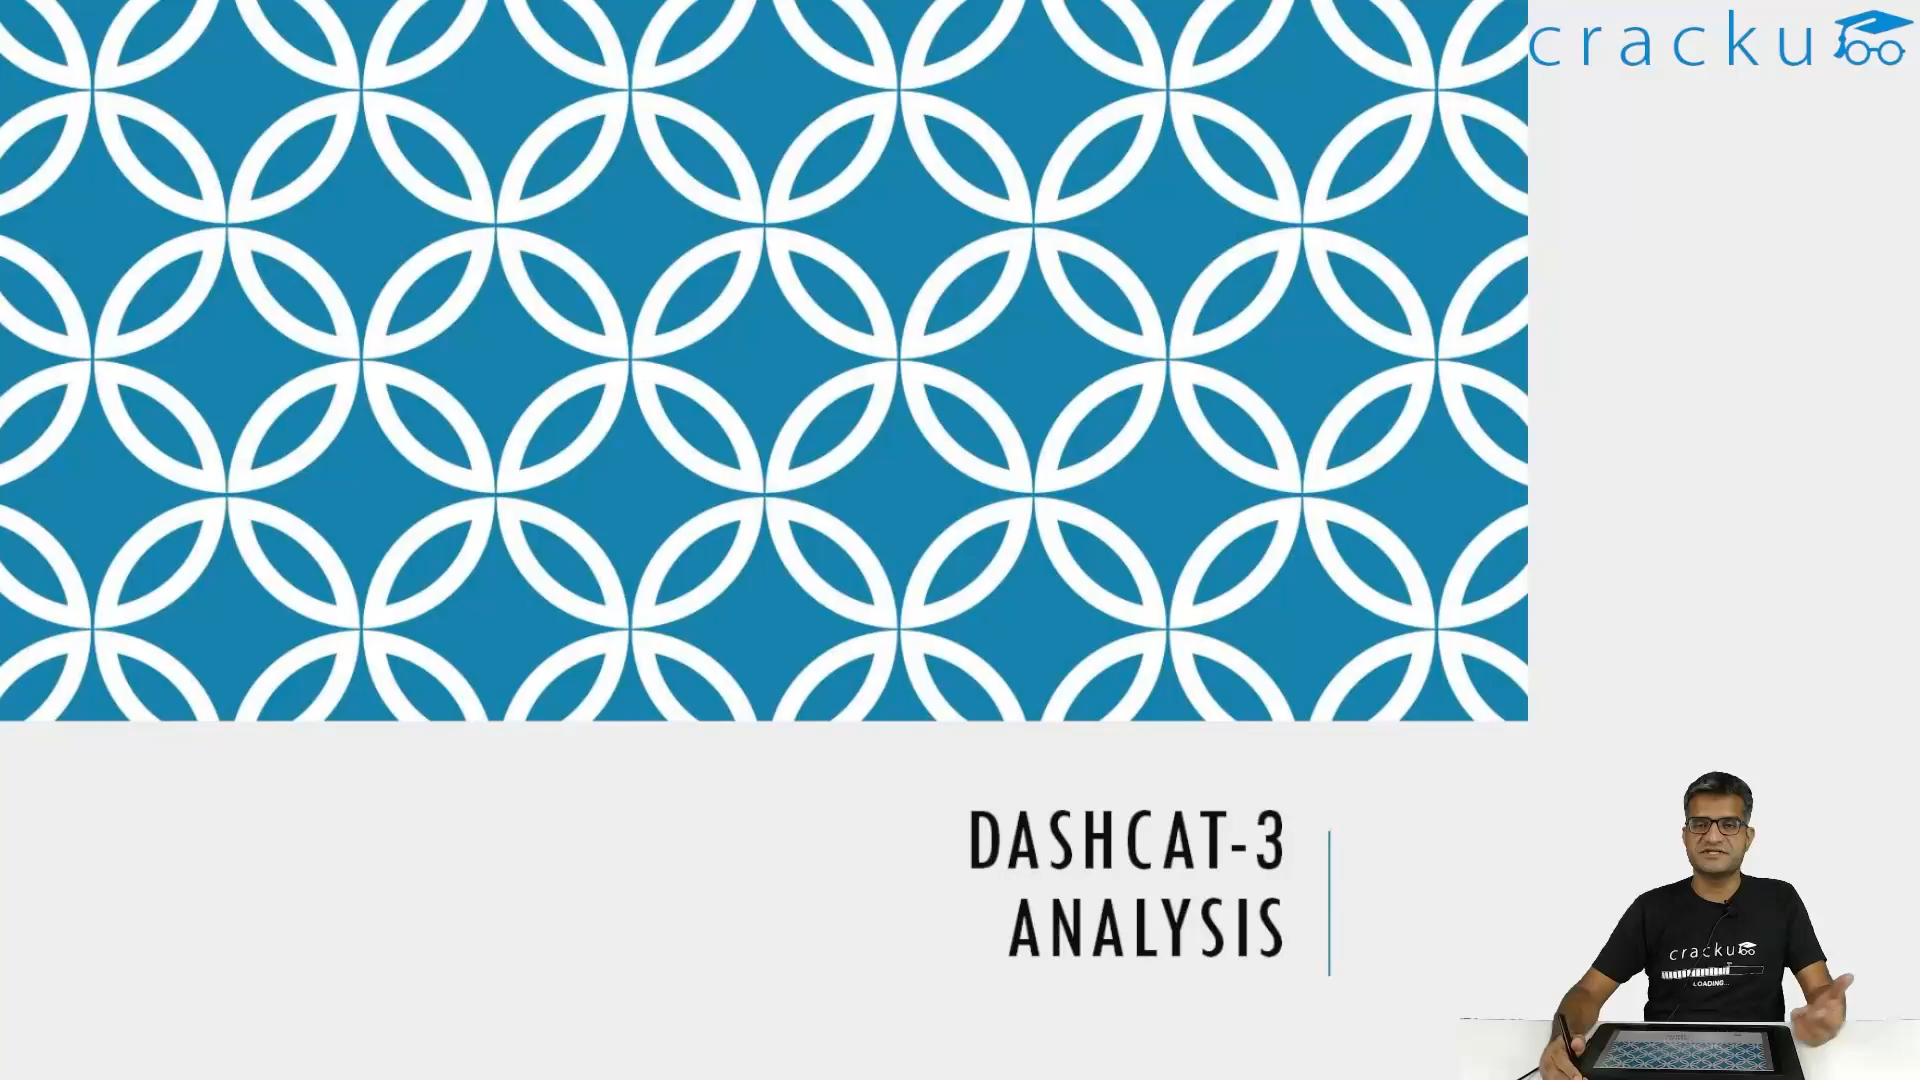 cracku
DASHCAT-3
ANALYSIS
cracku
LOADING...